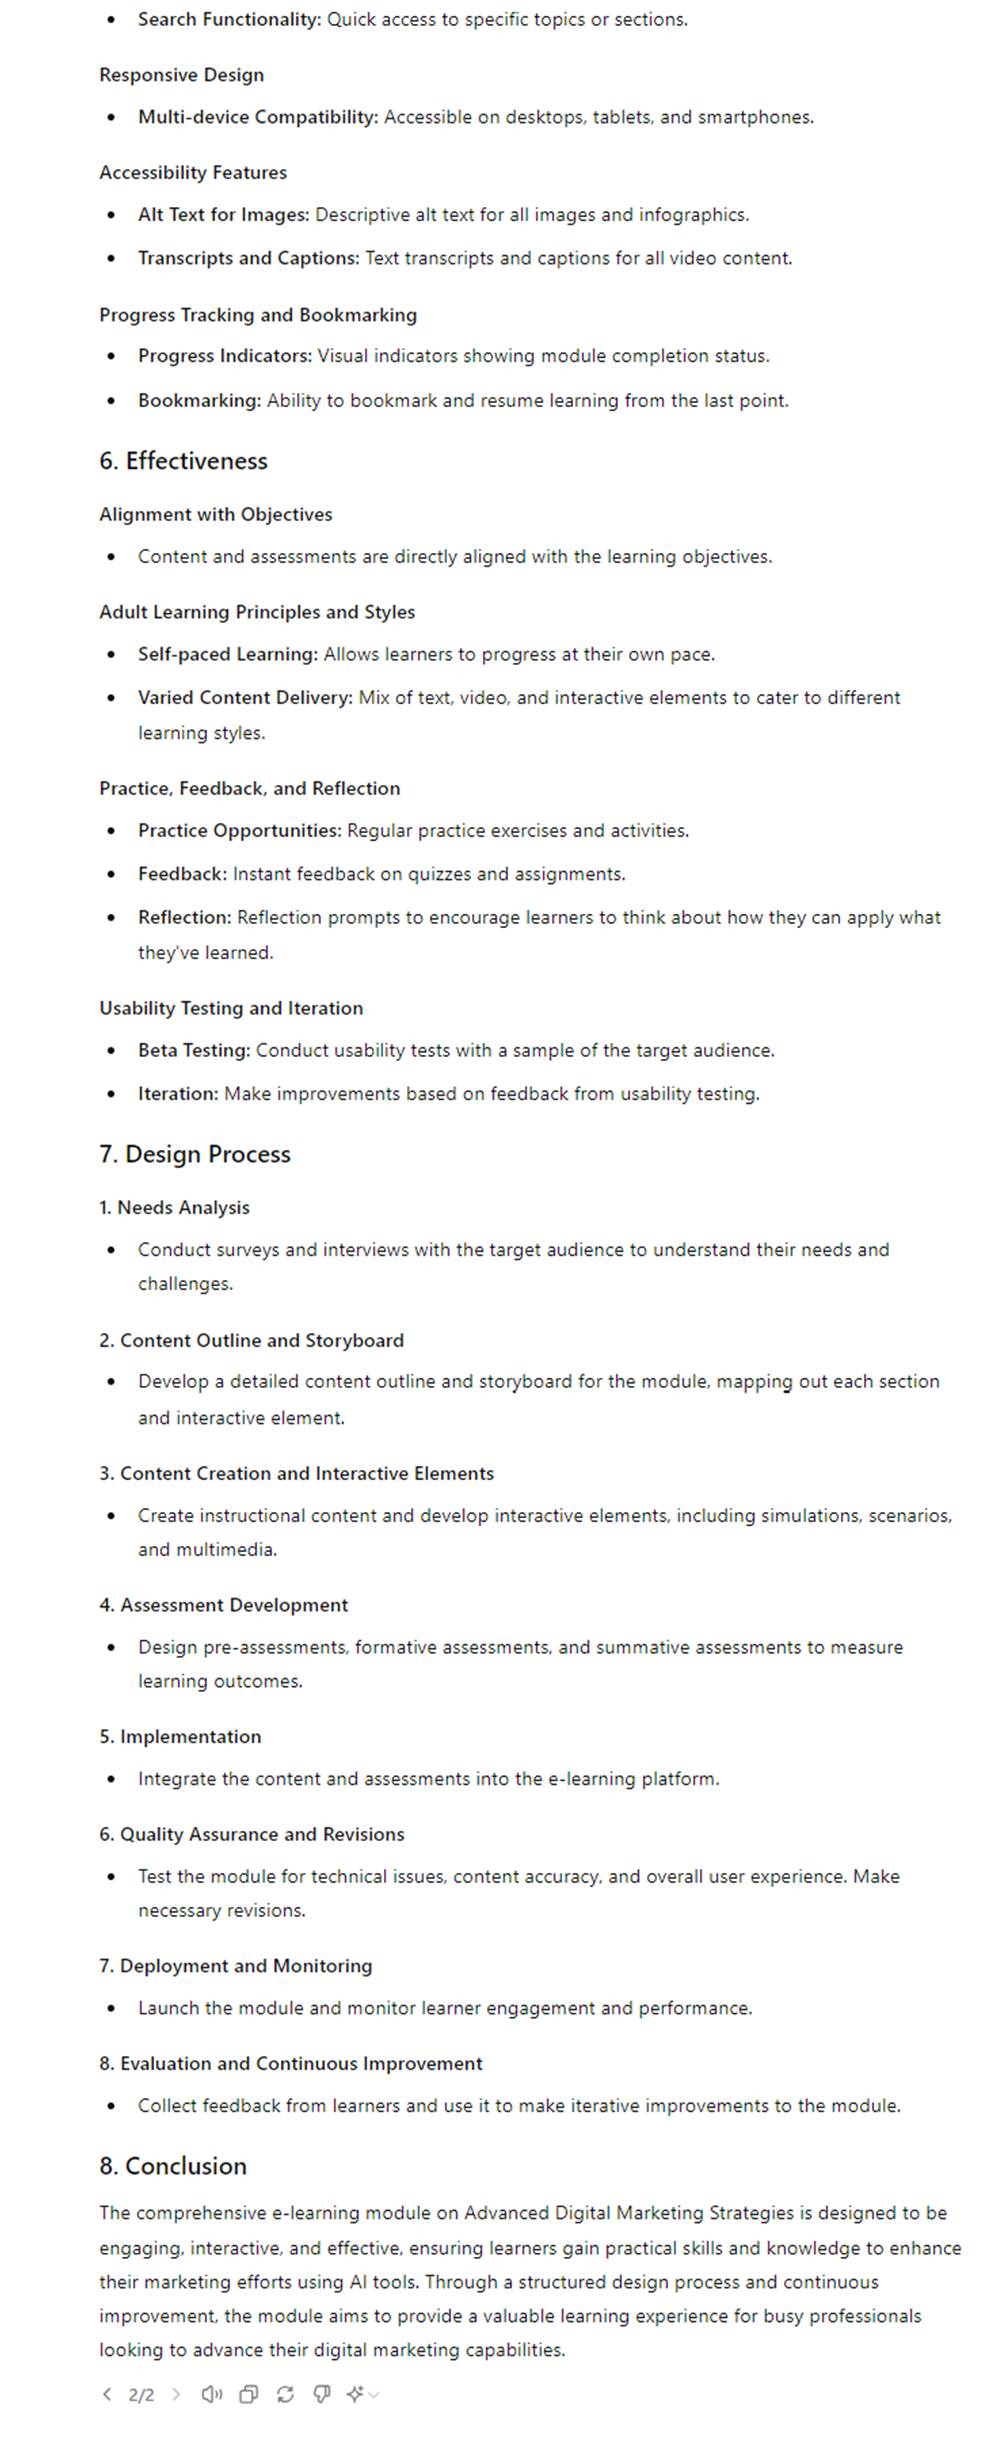 • Search Functionality: Quick access to specific topics or sections.
Responsive Design
• Multi-device Compatibility: Accessible on desktops, tablets, and smartphones.
Accessibility Features
• Alt Text for Images: Descriptive alt text for all images and infographics.
• Transcripts and Captions: Text transcripts and captions for all video content.
Progress Tracking and Bookmarking
• Progress Indicators: Visual indicators showing module completion status.
• Bookmarking: Ability to bookmark and resume learning from the last point.
6. Effectiveness
Alignment with Objectives
• Content and assessments are directly aligned with the learning objectives.
Adult Learning Principles and Styles
• Self-paced Learning: Allows learners to progress at their own pace.
• Varied Content Delivery: Mix of text, video, and interactive elements to cater to different
learning styles.
Practice, Feedback, and Reflection
• Practice Opportunities: Regular practice exercises and activities.
• Feedback: Instant feedback on quizzes and assignments.
• Reflection: Reflection prompts to encourage learners to think about how they can apply what
they've learned.
Usability Testing and Iteration
• Beta Testing: Conduct usability tests with a sample of the target audience.
• Iteration: Make improvements based on feedback from usability testing.
7. Design Process
1. Needs Analysis
• Conduct surveys and interviews with the target audience to understand their needs and
challenges.
2. Content Outline and Storyboard
• Develop a detailed content outline and storyboard for the module, mapping out each section
and interactive element.
3. Content Creation and Interactive Elements
• Create instructional content and develop interactive elements, including simulations, scenarios,
and multimedia.
4. Assessment Development
• Design pre-assessments, formative assessments, and summative assessments to measure
learning outcomes.
5. Implementation
• Integrate the content and assessments into the e-learning platform.
6. Quality Assurance and Revisions
• Test the module for technical issues, content accuracy, and overall user experience. Make
necessary revisions.
7. Deployment and Monitoring
• Launch the module and monitor learner engagement and performance.
8. Evaluation and Continuous Improvement
• Collect feedback from learners and use it to make iterative improvements to the module.
8. Conclusion
The comprehensive e-learning module on Advanced Digital Marketing Strategies is designed to be
engaging, interactive, and effective, ensuring learners gain practical skills and knowledge to enhance
their marketing efforts using AI tools. Through a structured design process and continuous
improvement, the module aims to provide a valuable learning experience for busy professionals
looking to advance their digital marketing capabilities.
2/2